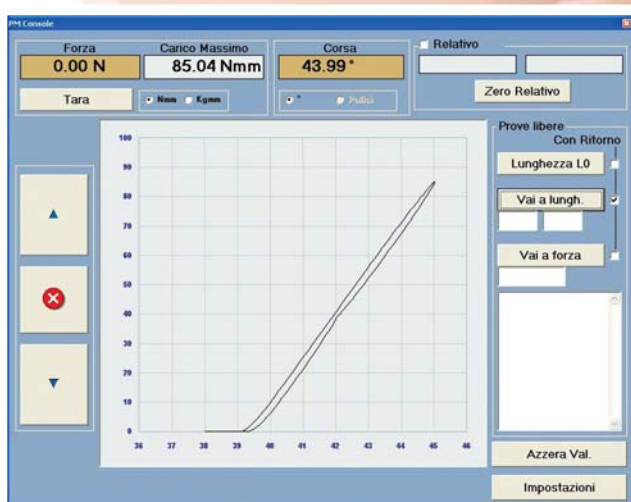 PM Console
Forza
Carico Massimo
Corsa
Relativo
0.00 N
85.04 Nmm
43.99°
Tara
Nmm
Kgmm
°
Pollici
Zero Relativo
Prove libere
Con Ritorno
Lunghezza L0
Vai a lungh.
Vai a forza
100
90
80
70
60
50
40
30
20
10
0
36 37 38 39 40 41 42 43 44 45 46
Azzera Val.
Impostazioni